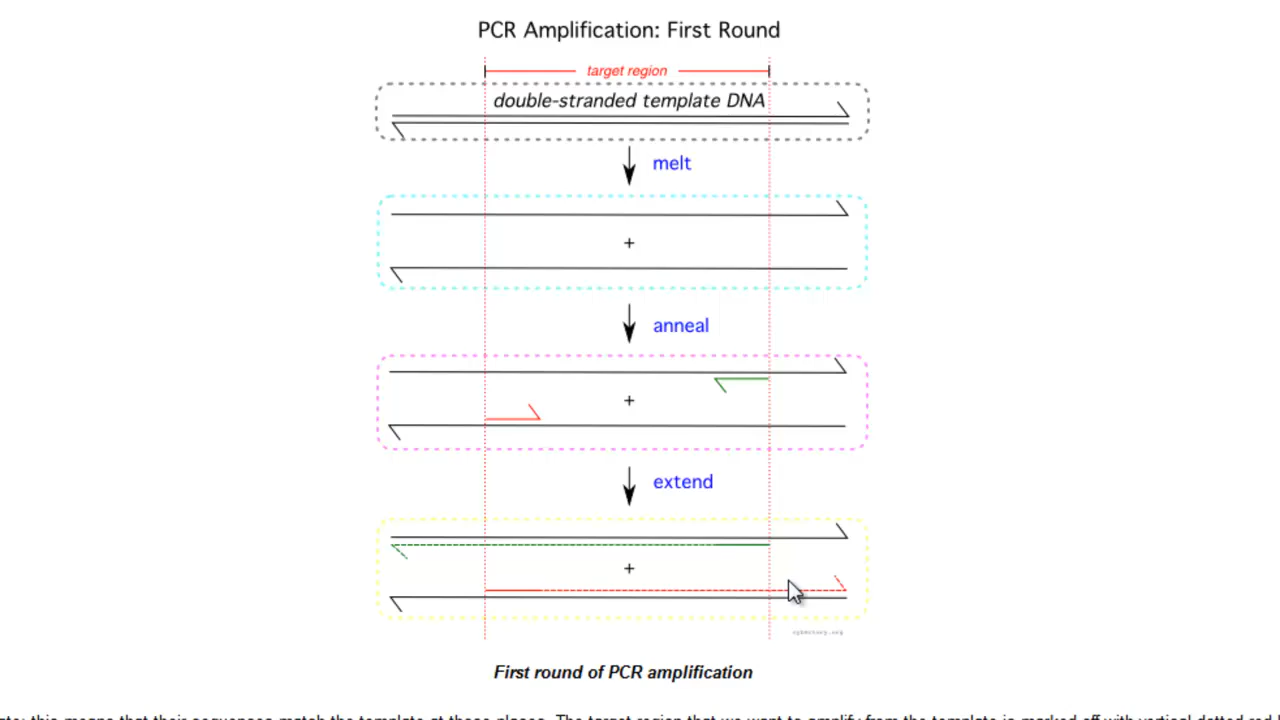 PCR Amplification: First Round
target region
double-stranded template DNA
melt
+
anneal
+
extend
+
First round of PCR amplification
this means that their sequences match the template at those places. The target region that we want to amplify from the template is marked off with vertical dotted red